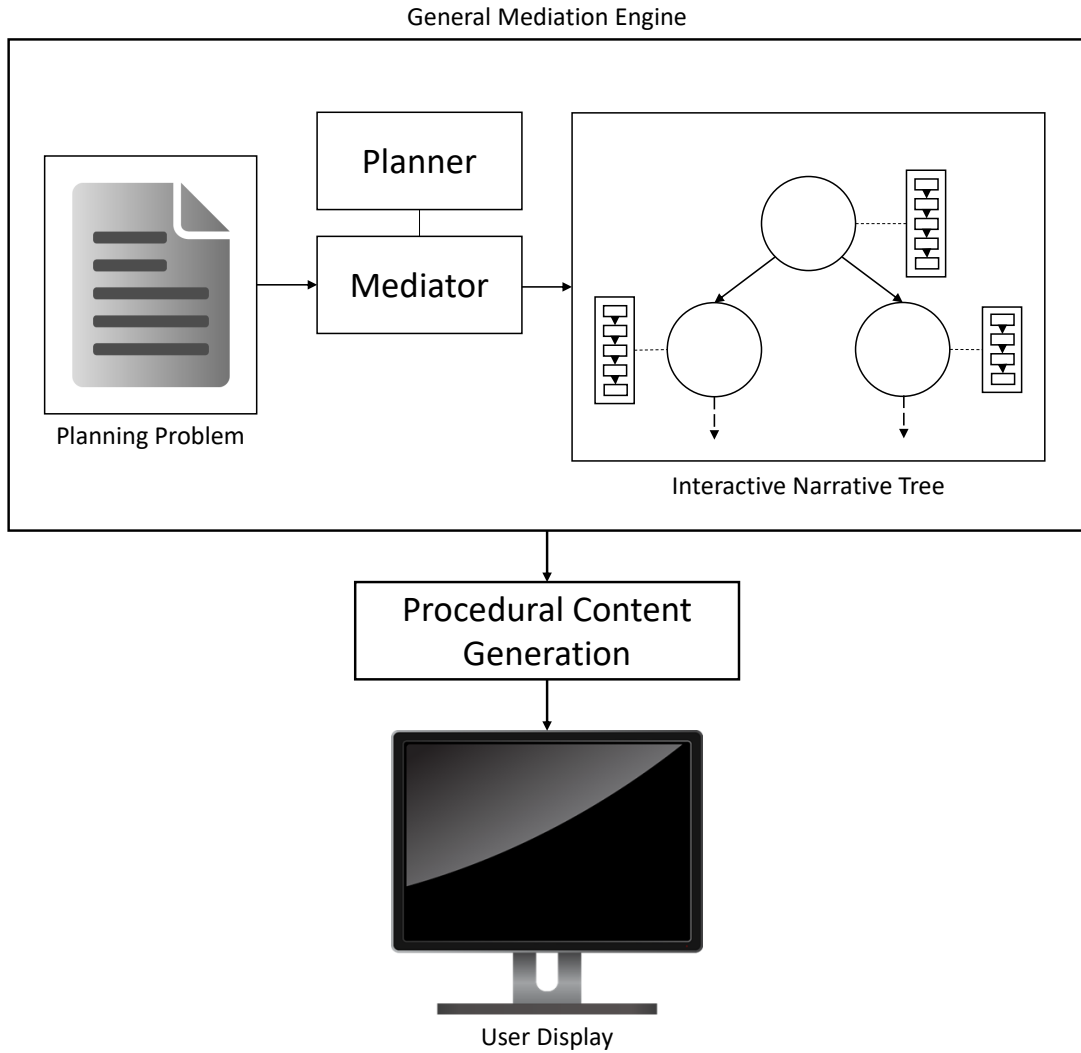 General Mediation Engine
Planner
Mediator
Planning Problem
Interactive Narrative Tree
Procedural Content
Generation
User Display